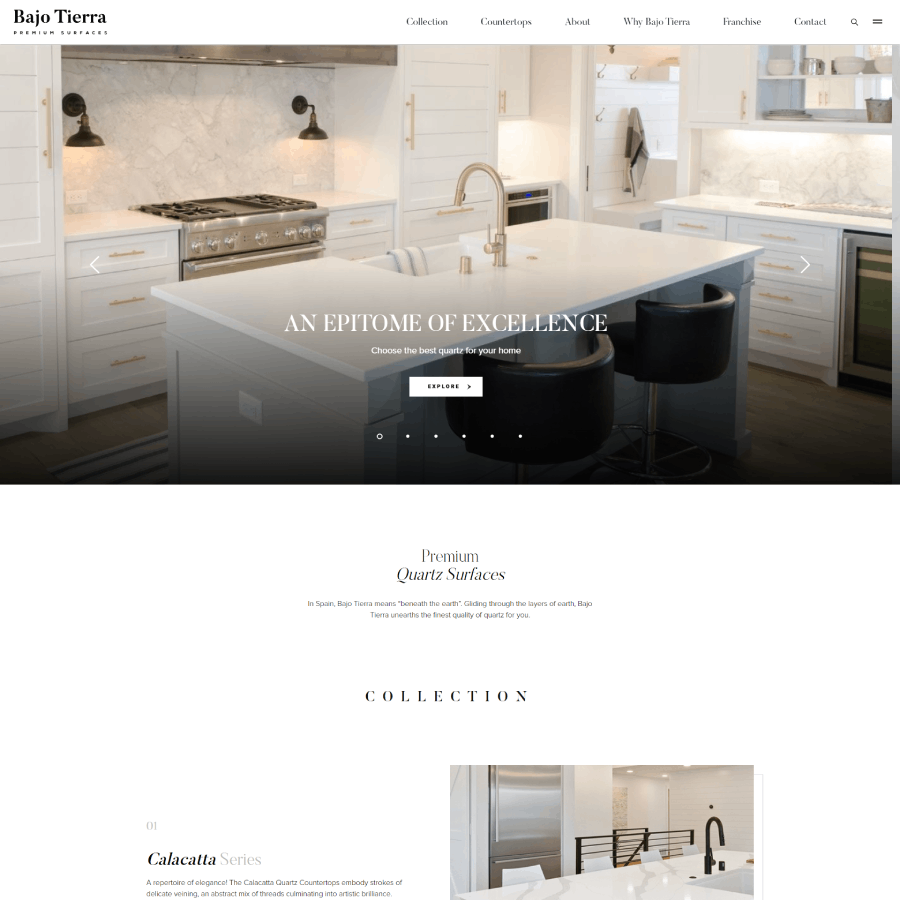 Bajo Tierra
PREMIUM SURFACES
Collection Countertops About Why Bajo Tierra Franchise Contact
AN EPITOME OF EXCELLENCE
Choose the best quartz for your home
EXPLORE
Premium
Quartz Surfaces
In Spain, Bajo Tierra means "beneath the earth". Gliding through the layers of earth, Bajo
Tierra unearths the finest quality of quartz for you.
COLLECTION
01
Calacatta Series
A repertoire of elegance! The Calacatta Quartz Countertops embody strokes of
delicate veining, an abstract mix of threads culminating into artistic brilliance.